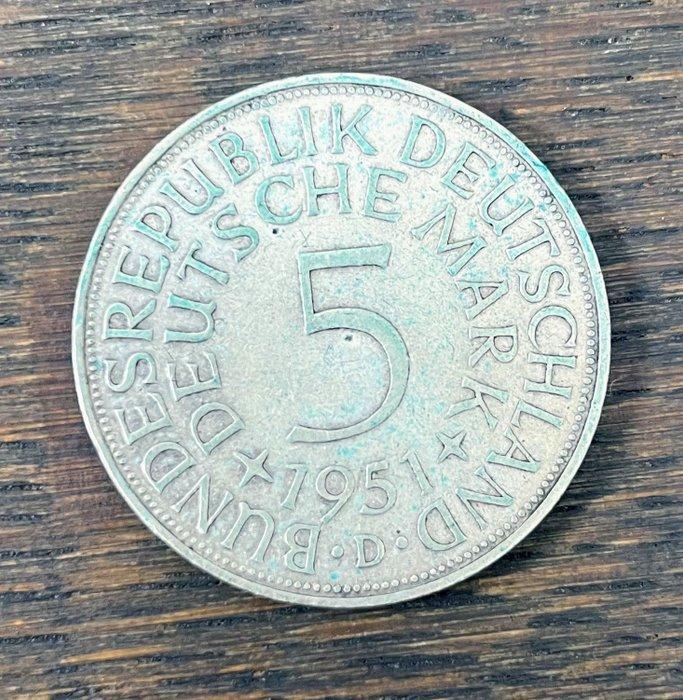 BUNDESREPUBLIK DEUTSCHLAND
DEUTSCHE MARK
5
1951
D